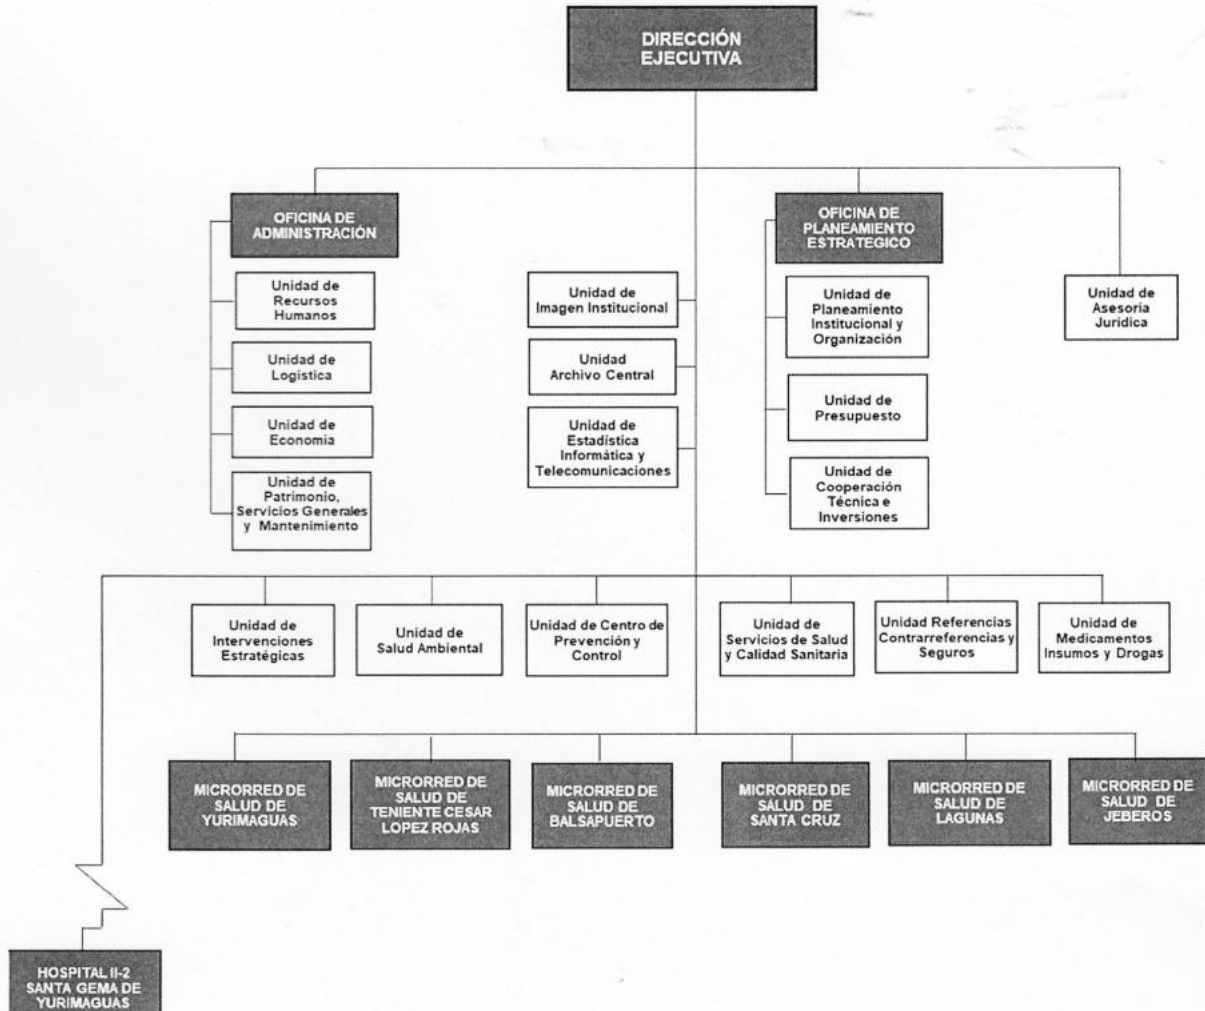 DIRECCIÓN
EJECUTIVA
OFICINA DE
ADMINISTRACIÓN
Unidad de
Recursos
Humanos
Unidad de
Logística
Unidad de
Economia
Unidad de
Patrimonio,
Servicios Generales
y Mantenimiento
Unidad de
Imagen Institucional
Unidad
Archivo Central
Unidad de
Estadística
Informática y
Telecomunicaciones
OFICINA DE
PLANEAMIENTO
ESTRATEGICO
Unidad de
Planeamiento
Institucional y
Organización
Unidad de
Presupuesto
Unidad de
Cooperación
Técnica e
Inversiones
Unidad de
Asesoría
Jurídica
Unidad de
Intervenciones
Estratégicas
Unidad de
Salud Ambiental
Unidad de Centro de
Prevención y
Control
Unidad de
Servicios de Salud
y Calidad Sanitaria
Unidad Referencias
Contrarreferencias y
Seguros
Unidad de
Medicamentos
Insumos y Drogas
MICRORRED DE
SALUD DE
YURIMAGUAS
MICRORRED DE
SALUD DE
TENIENTE CESAR
LOPEZ ROJAS
MICRORRED DE
SALUD DE
BALSAPUERTO
MICRORRED DE
SALUD DE
SANTA CRUZ
MICRORRED DE
SALUD DE
LAGUNAS
MICRORRED DE
SALUD DE
JEBEROS
HOSPITAL II-2
SANTA GEMA DE
YURIMAGUAS